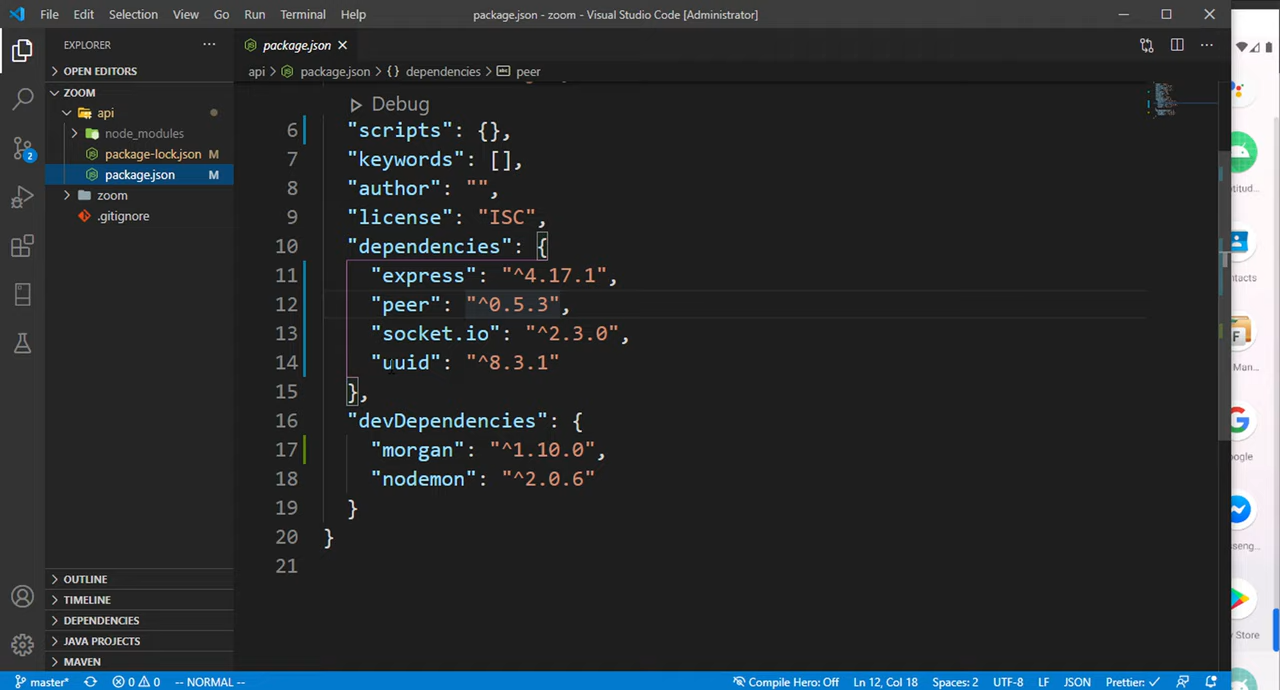 File Edit Selection View Go Run Terminal Help package.json - zoom - Visual Studio Code [Administrator]
EXPLORER ...
OPEN EDITORS
ZOOM
api
node_modules
package-lock.json M
package.json M
zoom
.gitignore
OUTLINE
TIMELINE
DEPENDENCIES
JAVA PROJECTS
MAVEN
2
package.json
api > package.json > {} dependencies > abc peer
Debug
6 "scripts": {},
7 "keywords": [],
8 "author": "",
9 "license": "ISC",
10 "dependencies": {
11 "express": "^4.17.1",
12 "peer": "^0.5.3",
13 "socket.io": "^2.3.0",
14 "uuid": "^8.3.1"
15 },
16 "devDependencies": {
17 "morgan": "^1.10.0",
18 "nodemon": "^2.0.6"
19 }
20 }
21
master* 0 0 -- NORMAL -- Compile Hero: Off Ln 12, Col 18 Spaces: 2 UTF-8 LF JSON Prettier: ✓